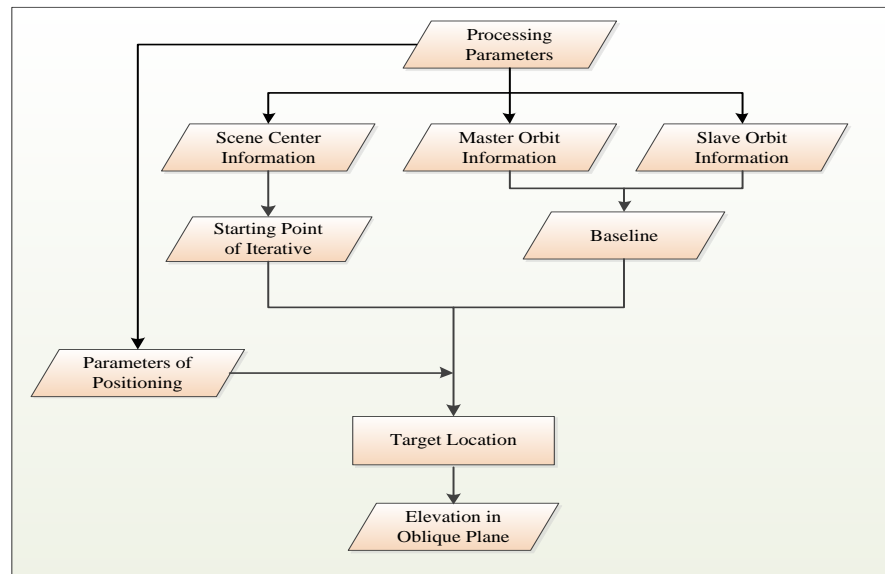 Processing
Parameters
Scene Center
Information
Master Orbit
Information
Slave Orbit
Information
Starting Point
of Iterative
Baseline
Parameters of
Positioning
Target Location
Elevation in
Oblique Plane